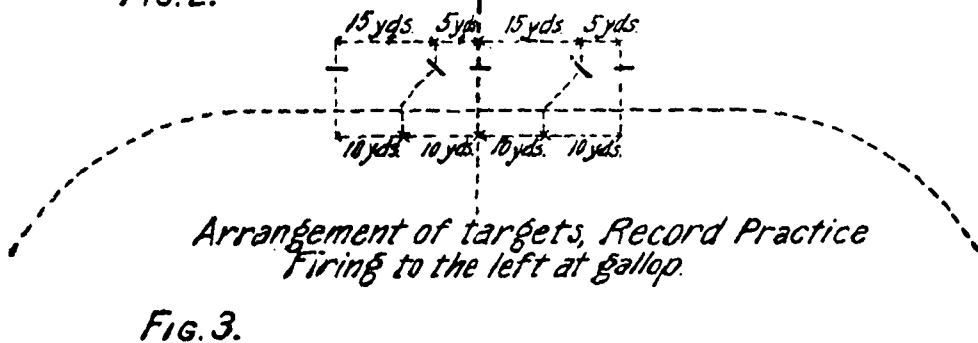 FIG. 2.
15 yds. 5 yds. 15 yds. 5 yds.
10 yds. 10 yds. 10 yds. 10 yds.
Arrangement of targets, Record Practice
Firing to the left at gallop.
FIG. 3.